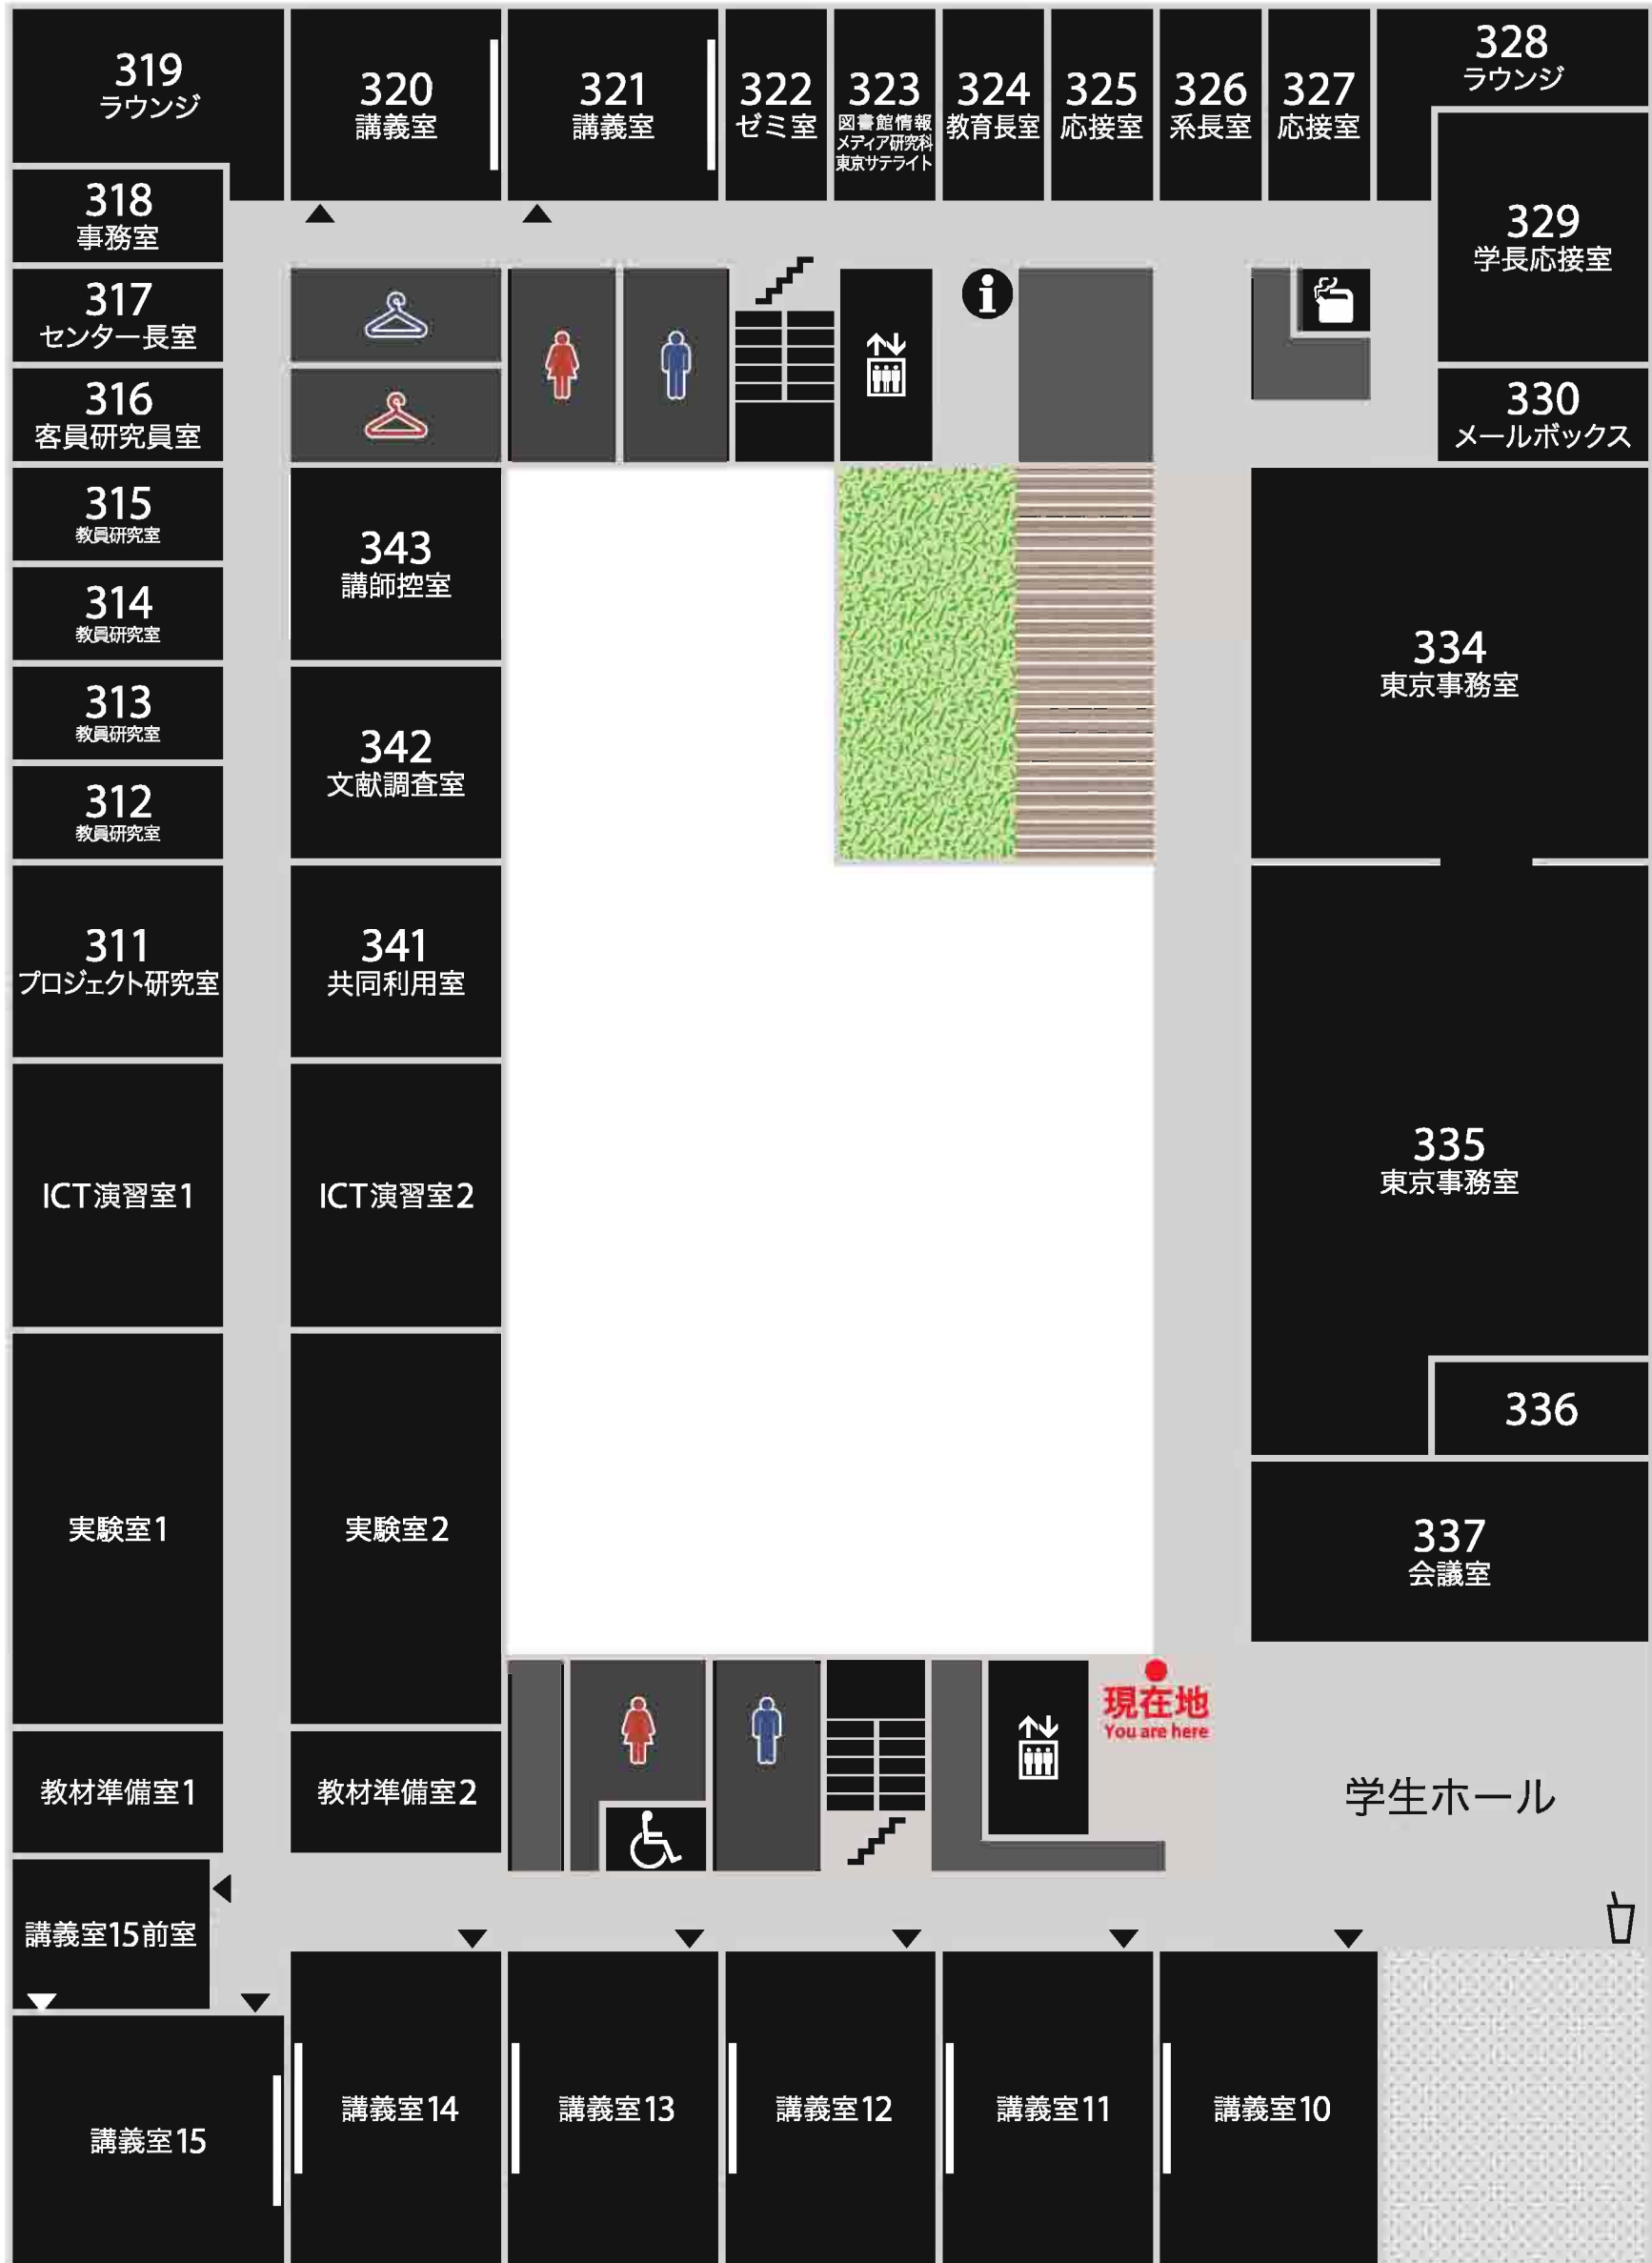 319
ラウンジ
320
講義室
321
講義室
322
ゼミ室
323
図書館情報
メディア研究科
東京サテライト
324
教育長室
325
応接室
326
系長室
327
応接室
328
ラウンジ
329
学長応接室
330
メールボックス
318
事務室
317
センター長室
316
客員研究員室
315
教員研究室
314
教員研究室
313
教員研究室
312
教員研究室
311
プロジェクト研究室
343
講師控室
342
文献調査室
341
共同利用室
334
東京事務室
335
東京事務室
336
337
会議室
ICT演習室1
ICT演習室2
実験室1
実験室2
現在地
You are here
教材準備室1
教材準備室2
学生ホール
講義室15前室
講義室15
講義室14
講義室13
講義室12
講義室11
講義室10